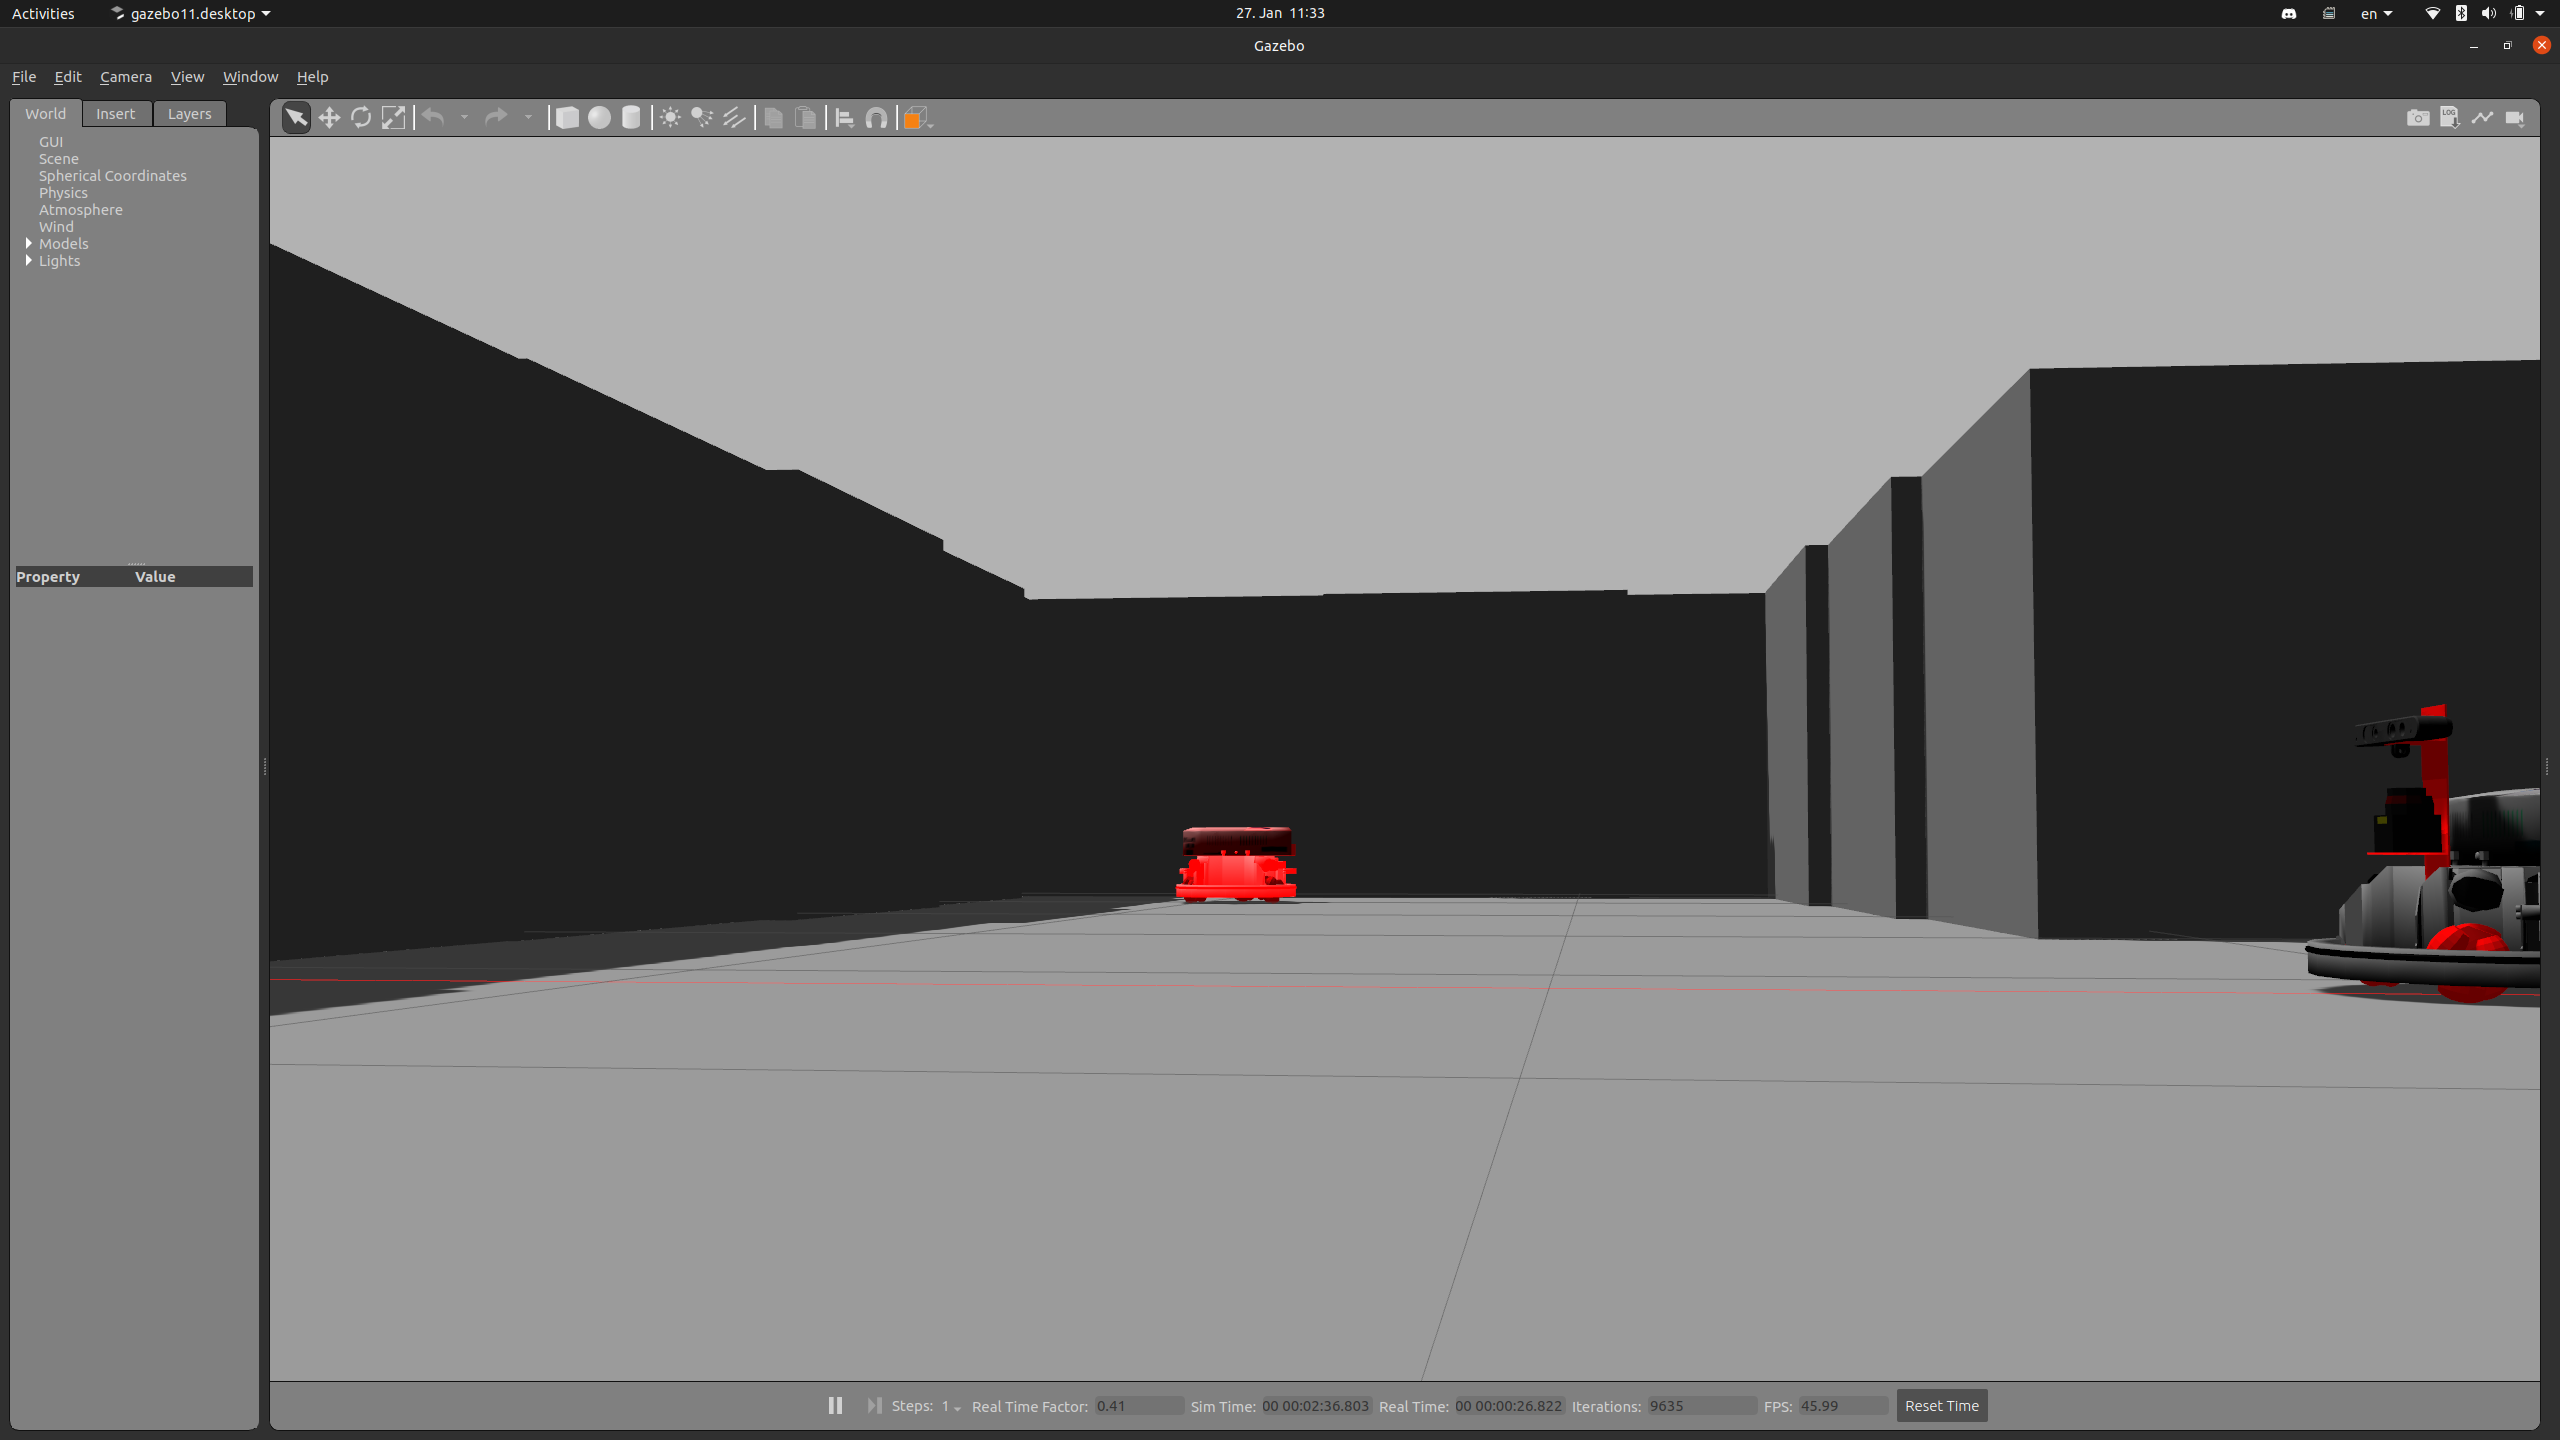 Activities gazebo11.desktop 27. Jan 11:33 en
Gazebo
File Edit Camera View Window Help
World Insert Layers
LOG
GUI
Scene
Spherical Coordinates
Physics
Atmosphere
Wind
Models
Lights
Property Value
Steps: 1 Real Time Factor: 0.41 Sim Time: 00 00:02:36.803 Real Time: 00 00:00:26.822 Iterations: 9635 FPS: 45.99 Reset Time